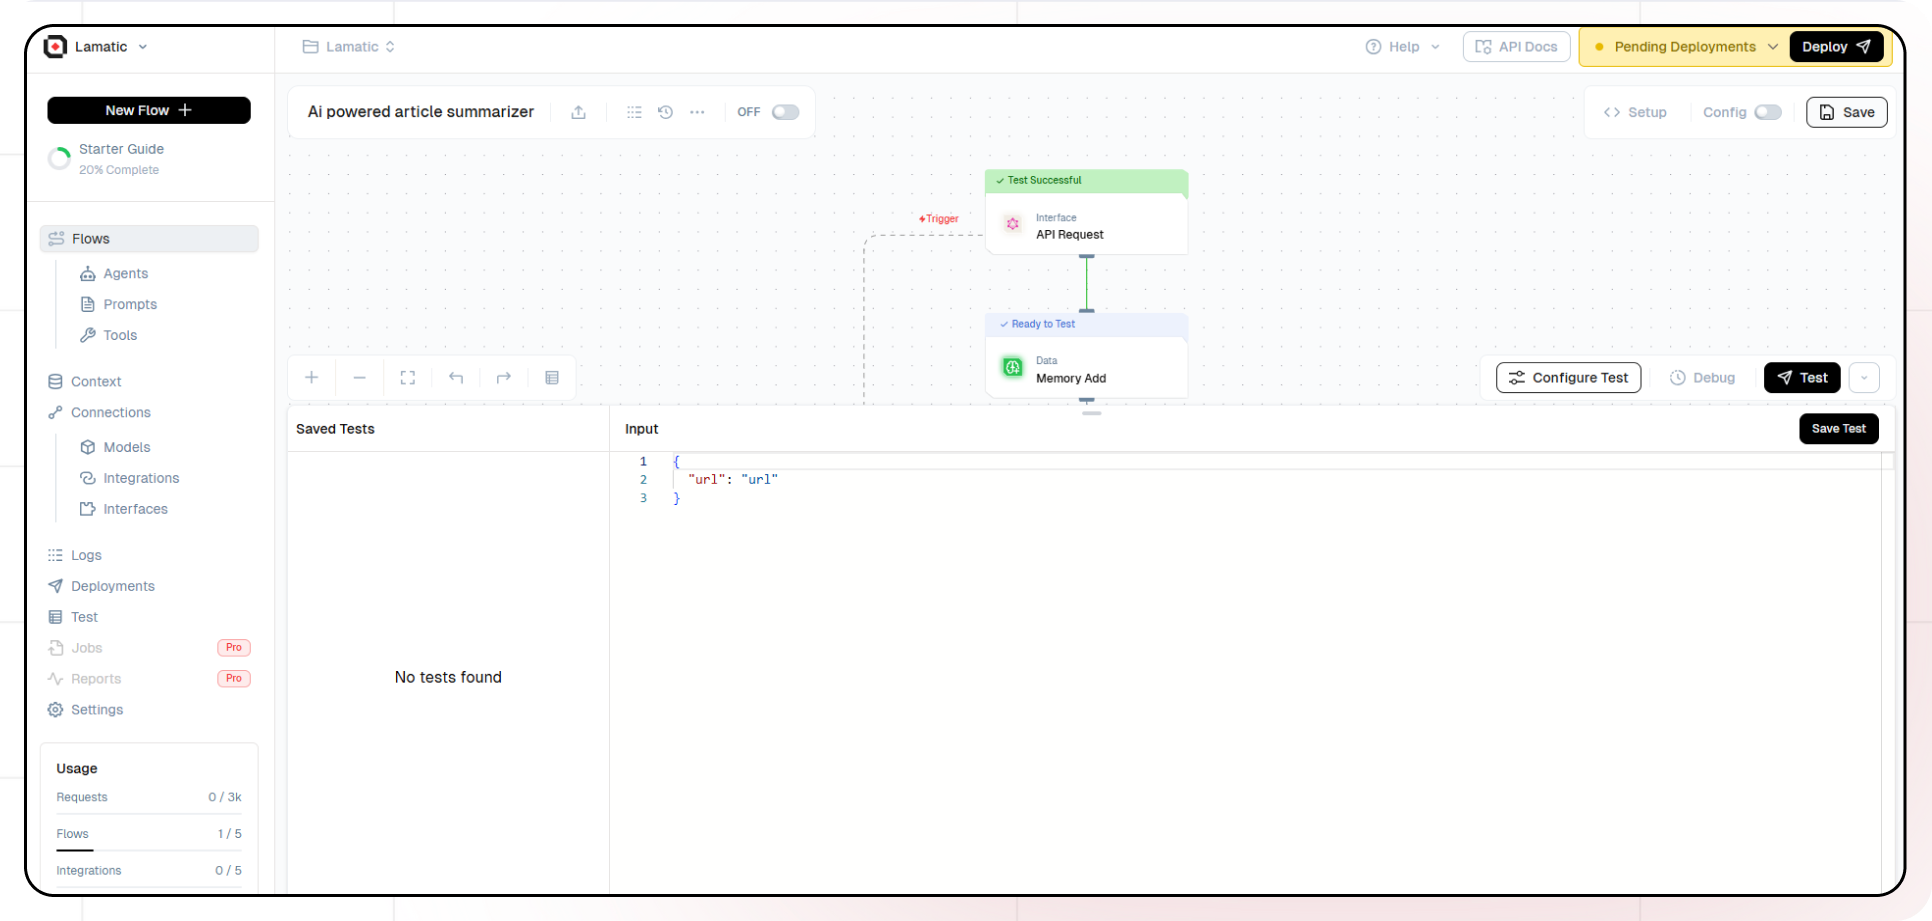 Lamatic
Lamatic
Help
API Docs
Pending Deployments
Deploy
New Flow
Starter Guide
20% Complete
Ai powered article summarizer
OFF
Setup
Config
Save
Flows
Agents
Prompts
Tools
Context
Connections
Models
Integrations
Interfaces
Logs
Deployments
Test
Jobs Pro
Reports Pro
Settings
Usage
Requests 0 / 3k
Flows 1 / 5
Integrations 0 / 5
Trigger
Test Successful
Interface
API Request
Ready to Test
Data
Memory Add
Configure Test
Debug
Test
Saved Tests
No tests found
Input
Save Test
1 {
2 "url": "url"
3 }